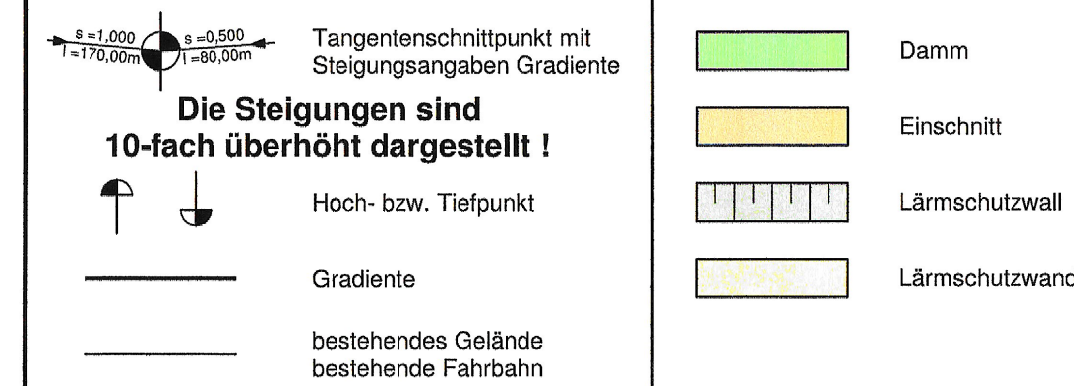 s =1,000
l =170,00m
s =0,500
l =80,00m
Tangentenschnittpunkt mit
Steigungsangaben Gradiente
Die Steigungen sind
10-fach überhöht dargestellt !
Hoch- bzw. Tiefpunkt
Gradiente
bestehendes Gelände
bestehende Fahrbahn
Damm
Einschnitt
Lärmschutzwall
Lärmschutzwand